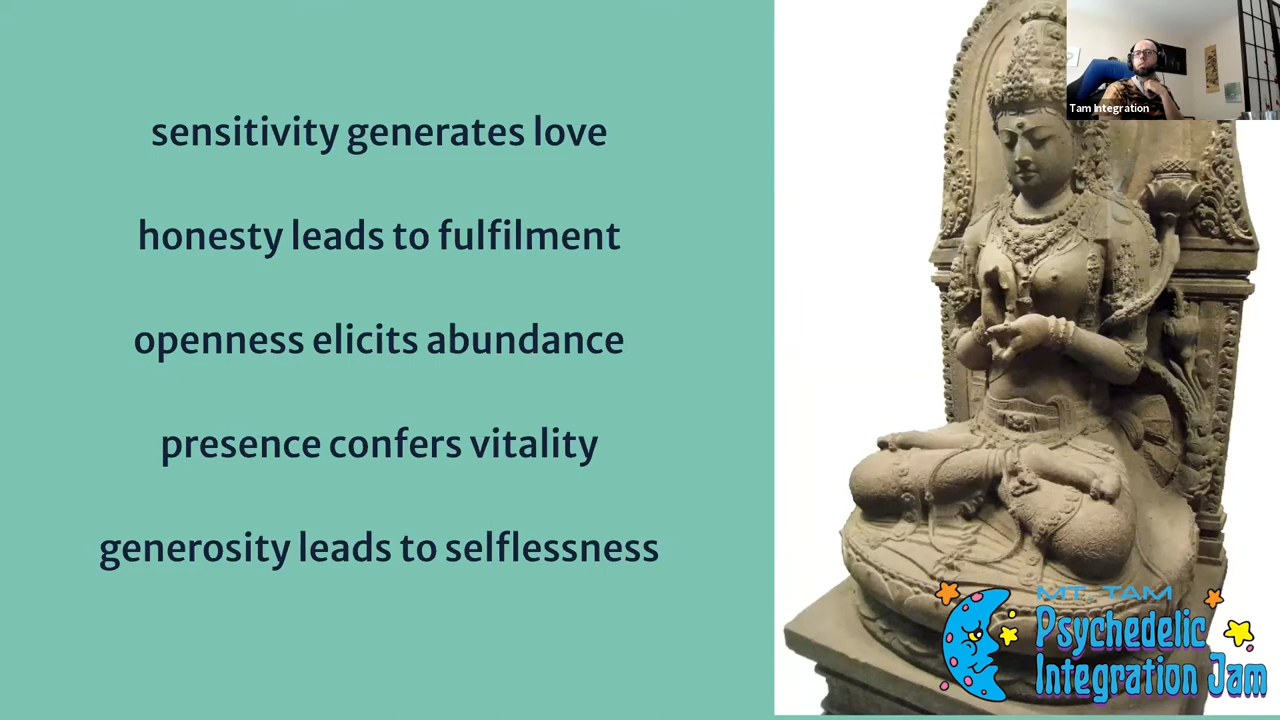 sensitivity generates love
honesty leads to fulfilment
openness elicits abundance
presence confers vitality
generosity leads to selflessness
Tam Integration
MT. TAM
Psychedelic
Integration Jam